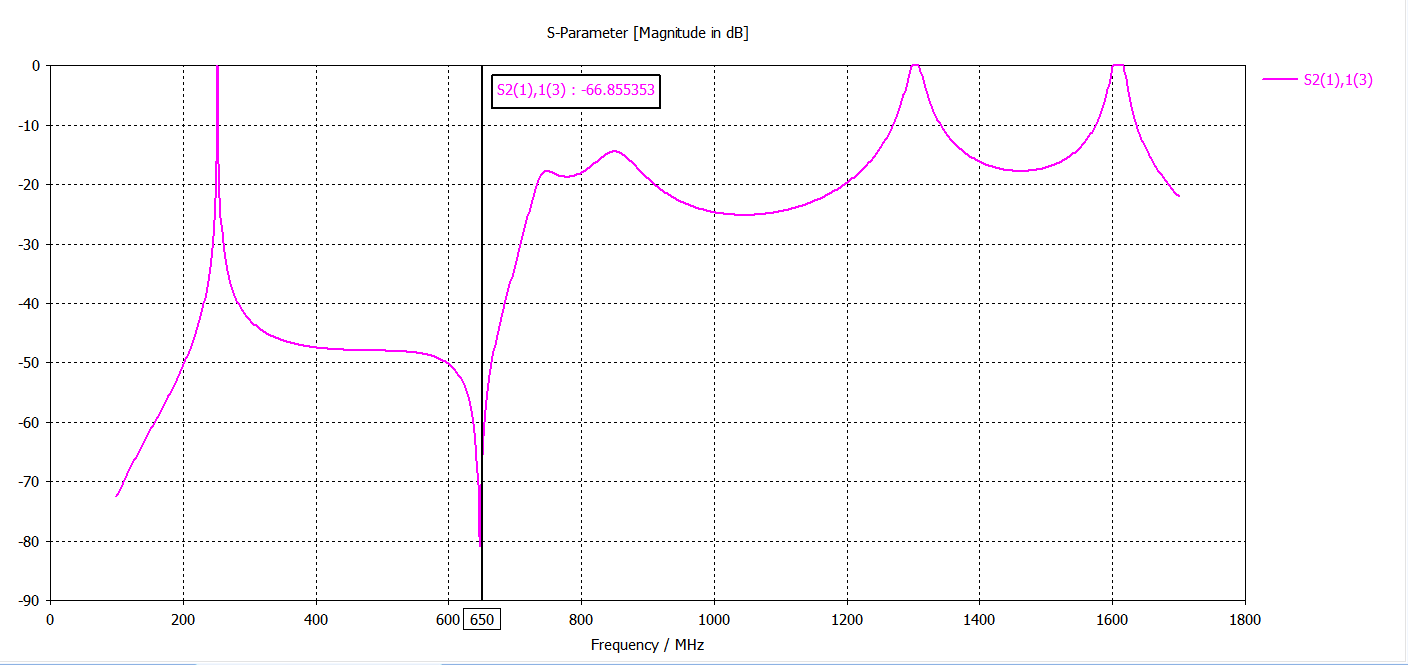 S-Parameter [Magnitude in dB]
0
S2(1),1(3) : -66.855353
S2(1),1(3)
-10
-20
-30
-40
-50
-60
-70
-80
-90
0 200 400 600 650 800 1000 1200 1400 1600 1800
Frequency / MHz